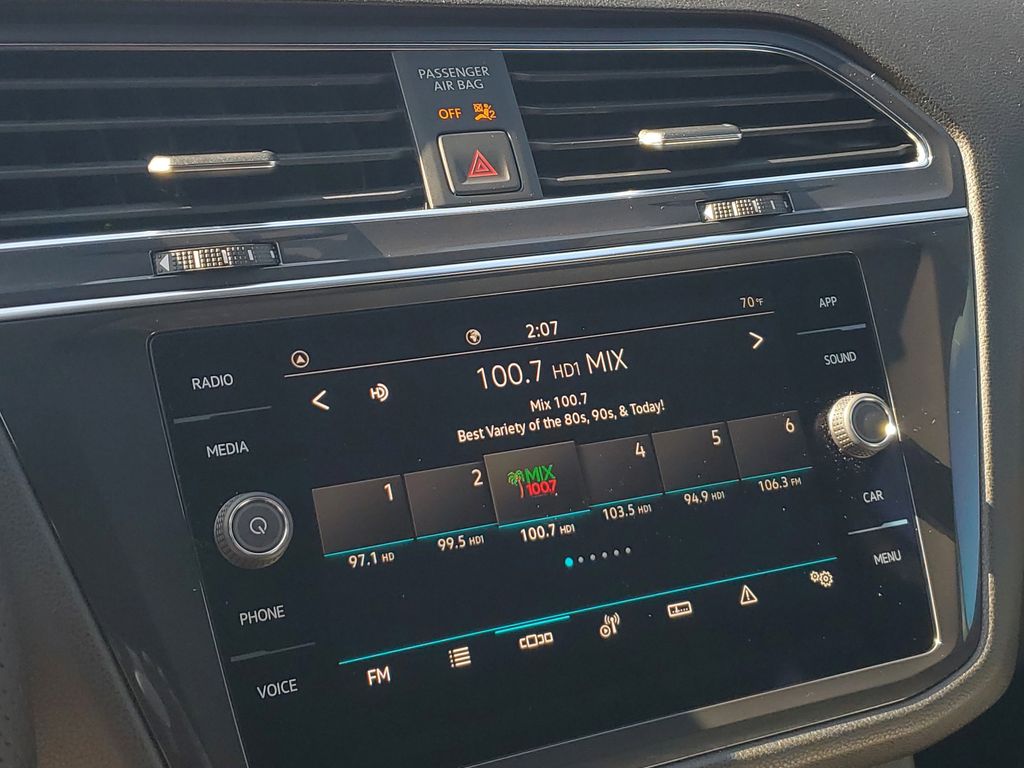 PASSENGER
AIR BAG
OFF
2
70°F
2:07
APP
100.7 HD1 MIX
SOUND
RADIO
HD
Mix 100.7
Best Variety of the 80s, 90s, & Today!
MEDIA
1
2
MIX
100.7
4
5
6
97.1 HD
99.5 HD1
100.7 HD1
103.5 HD1
94.9 HD1
106.3 FM
CAR
MENU
PHONE
FM
VOICE